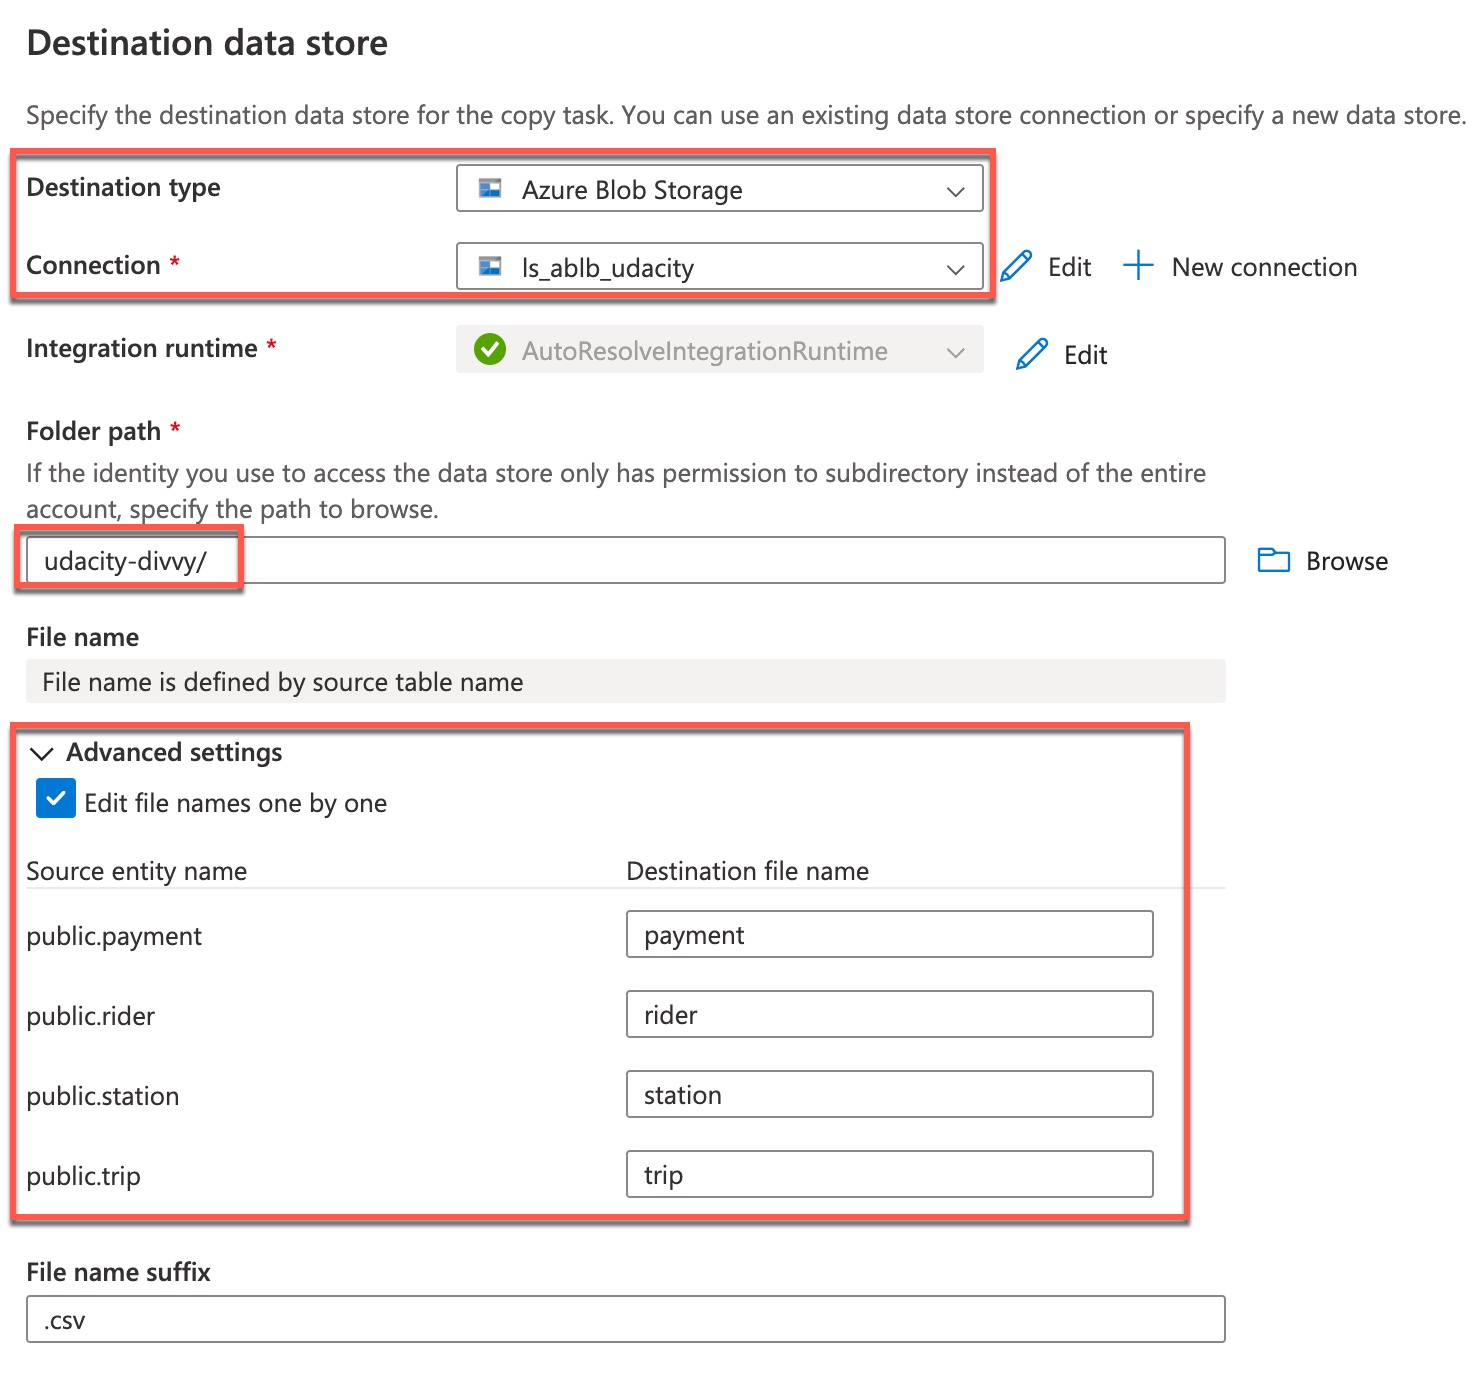 Destination data store
Specify the destination data store for the copy task. You can use an existing data store connection or specify a new data store.
Destination type
Azure Blob Storage
Connection *
ls_ablb_udacity
Edit
New connection
Integration runtime *
AutoResolveIntegrationRuntime
Edit
Folder path *
If the identity you use to access the data store only has permission to subdirectory instead of the entire
account, specify the path to browse.
udacity-divvy/
Browse
File name
File name is defined by source table name
Advanced settings
Edit file names one by one
Source entity name
Destination file name
public.payment
payment
public.rider
rider
public.station
station
public.trip
trip
File name suffix
.csv